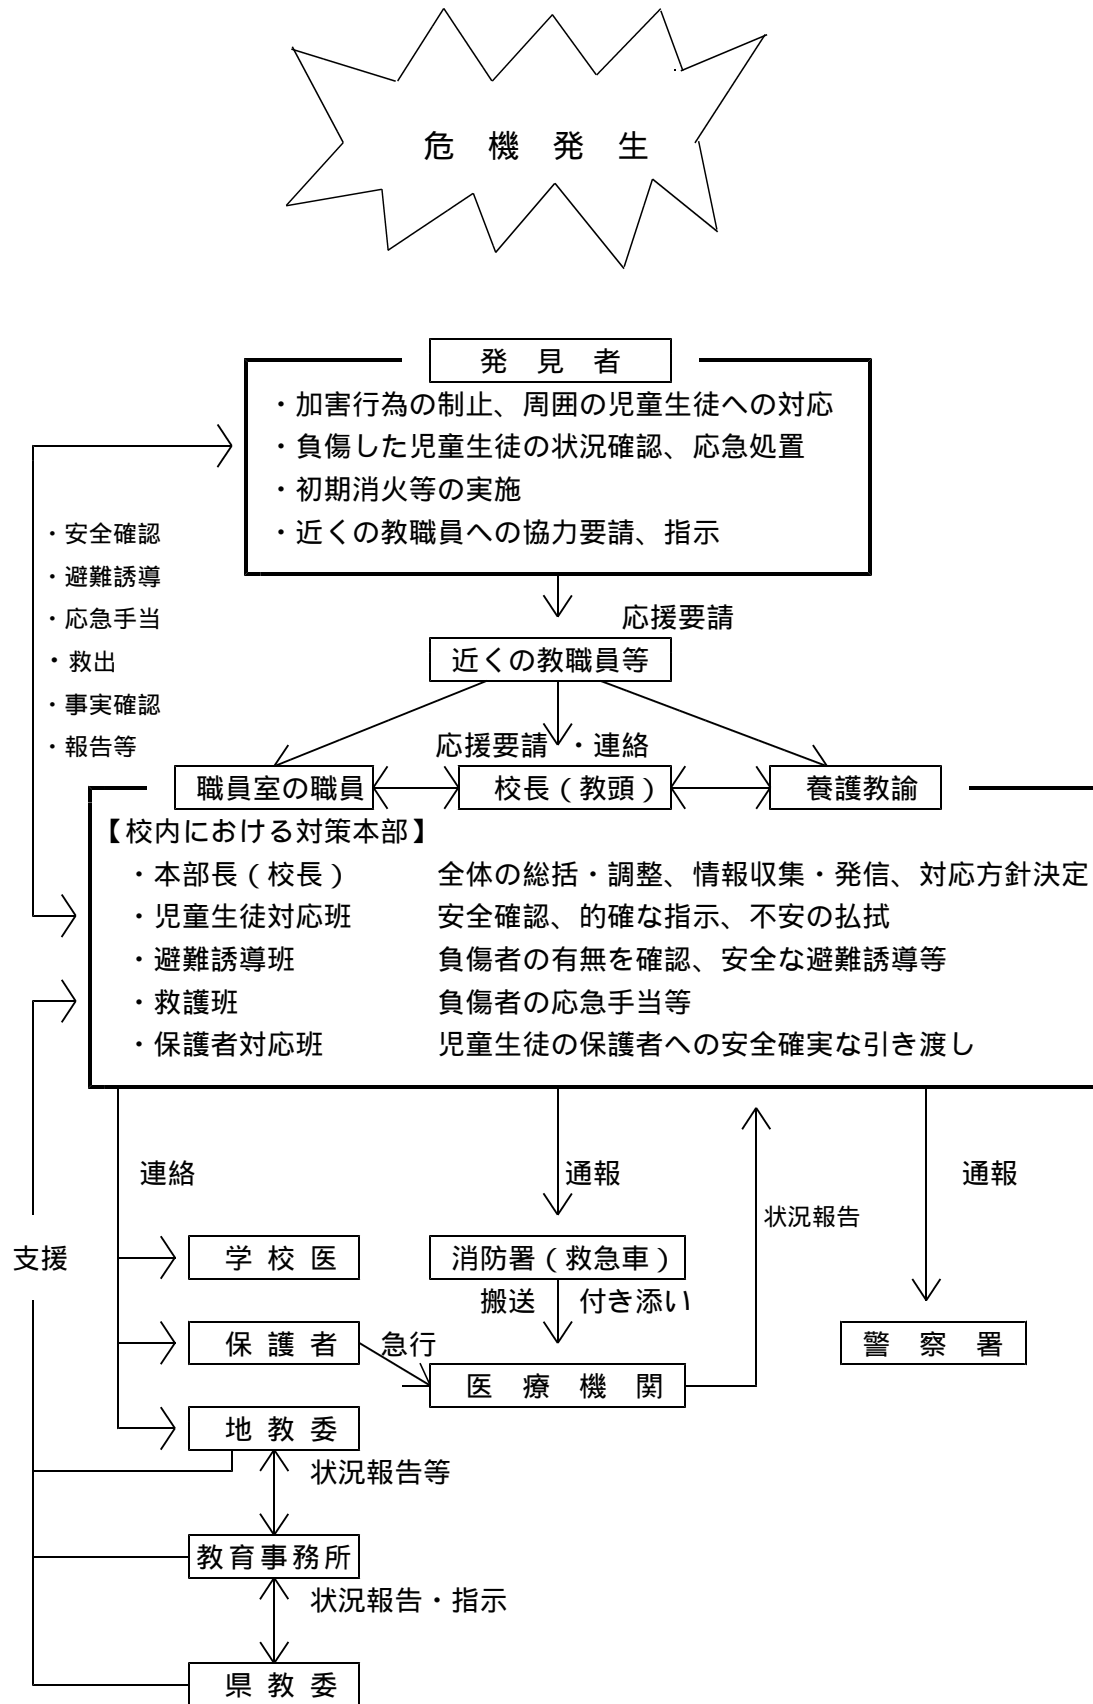 危機発生
発見者
・加害行為の制止、周囲の児童生徒への対応
・負傷した児童生徒の状況確認、応急処置
・初期消火等の実施
・近くの教職員への協力要請、指示
・安全確認
・避難誘導
・応急手当
・救出
・事実確認
・報告等
応援要請
近くの教職員等
応援要請・連絡
職員室の職員
校長(教頭)
養護教諭
【校内における対策本部】
・本部長(校長) 全体の総括・調整、情報収集・発信、対応方針決定
・児童生徒対応班 安全確認、的確な指示、不安の払拭
・避難誘導班 負傷者の有無を確認、安全な避難誘導等
・救護班 負傷者の応急手当等
・保護者対応班 児童生徒の保護者への安全確実な引き渡し
連絡
通報
通報
状況報告
支援
学校医
消防署(救急車)
搬送 付き添い
保護者
急行
警察署
医療機関
地教委
状況報告等
教育事務所
状況報告・指示
県教委